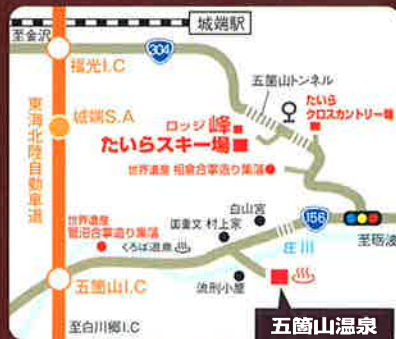 城端駅
至金沢
304
福光I.C
五箇山トンネル
たいら
クロスカントリー場
東海北陸自動車道
城端S.A
ロッジ 峰
たいらスキー場
世界遺産 相倉合掌造り集落
白山宮
156
世界遺産
菅沼合掌造り集落
国重文 村上家
くろば温泉
庄川
至砺波
五箇山I.C
流刑小屋
至白川郷I.C
五箇山温泉